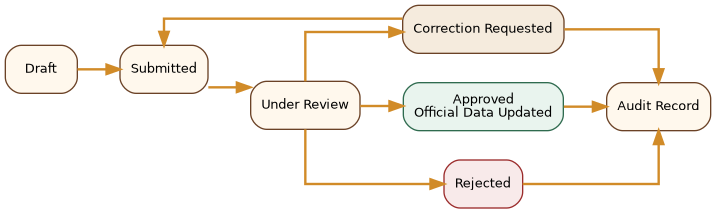 Draft
Submitted
Under Review
Correction Requested
Approved
Official Data Updated
Rejected
Audit Record